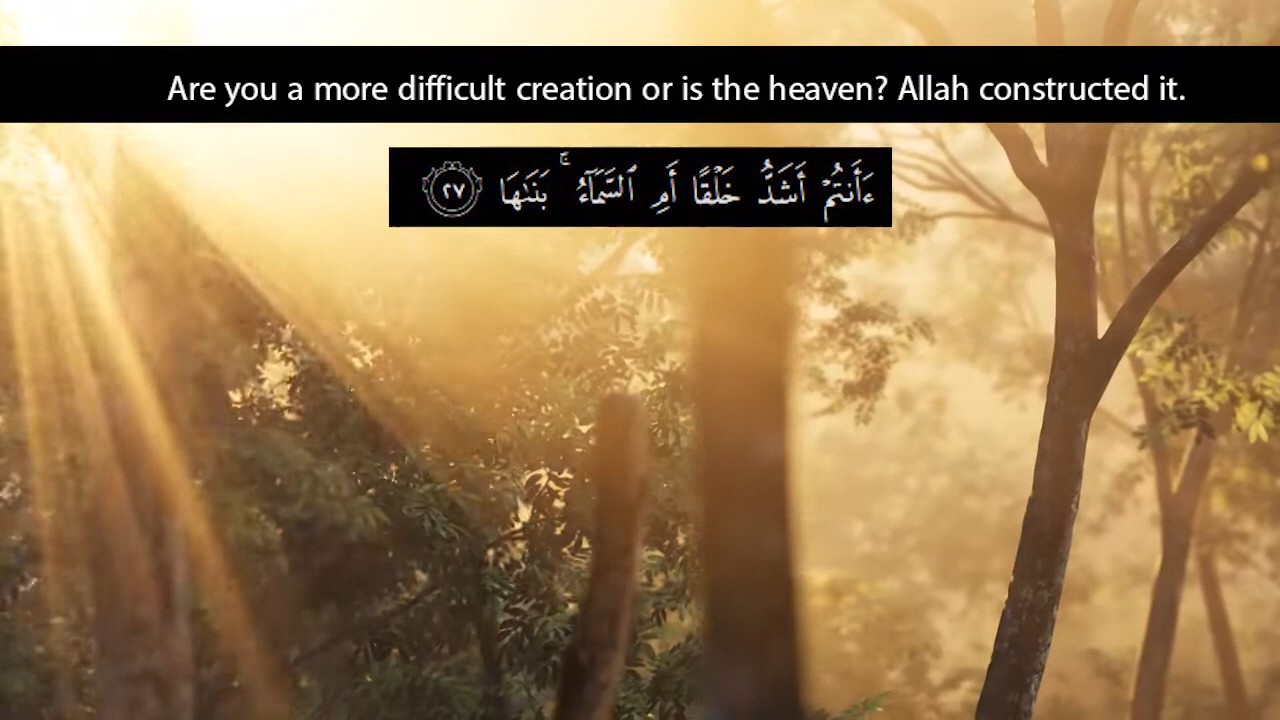 Are you a more difficult creation or is the heaven? Allah constructed it.
ءَأَنتُمْ أَشَدُّ خَلْقًا أَمِ ٱلسَّمَآءُ ۚ بَنَىٰهَا ٢٧